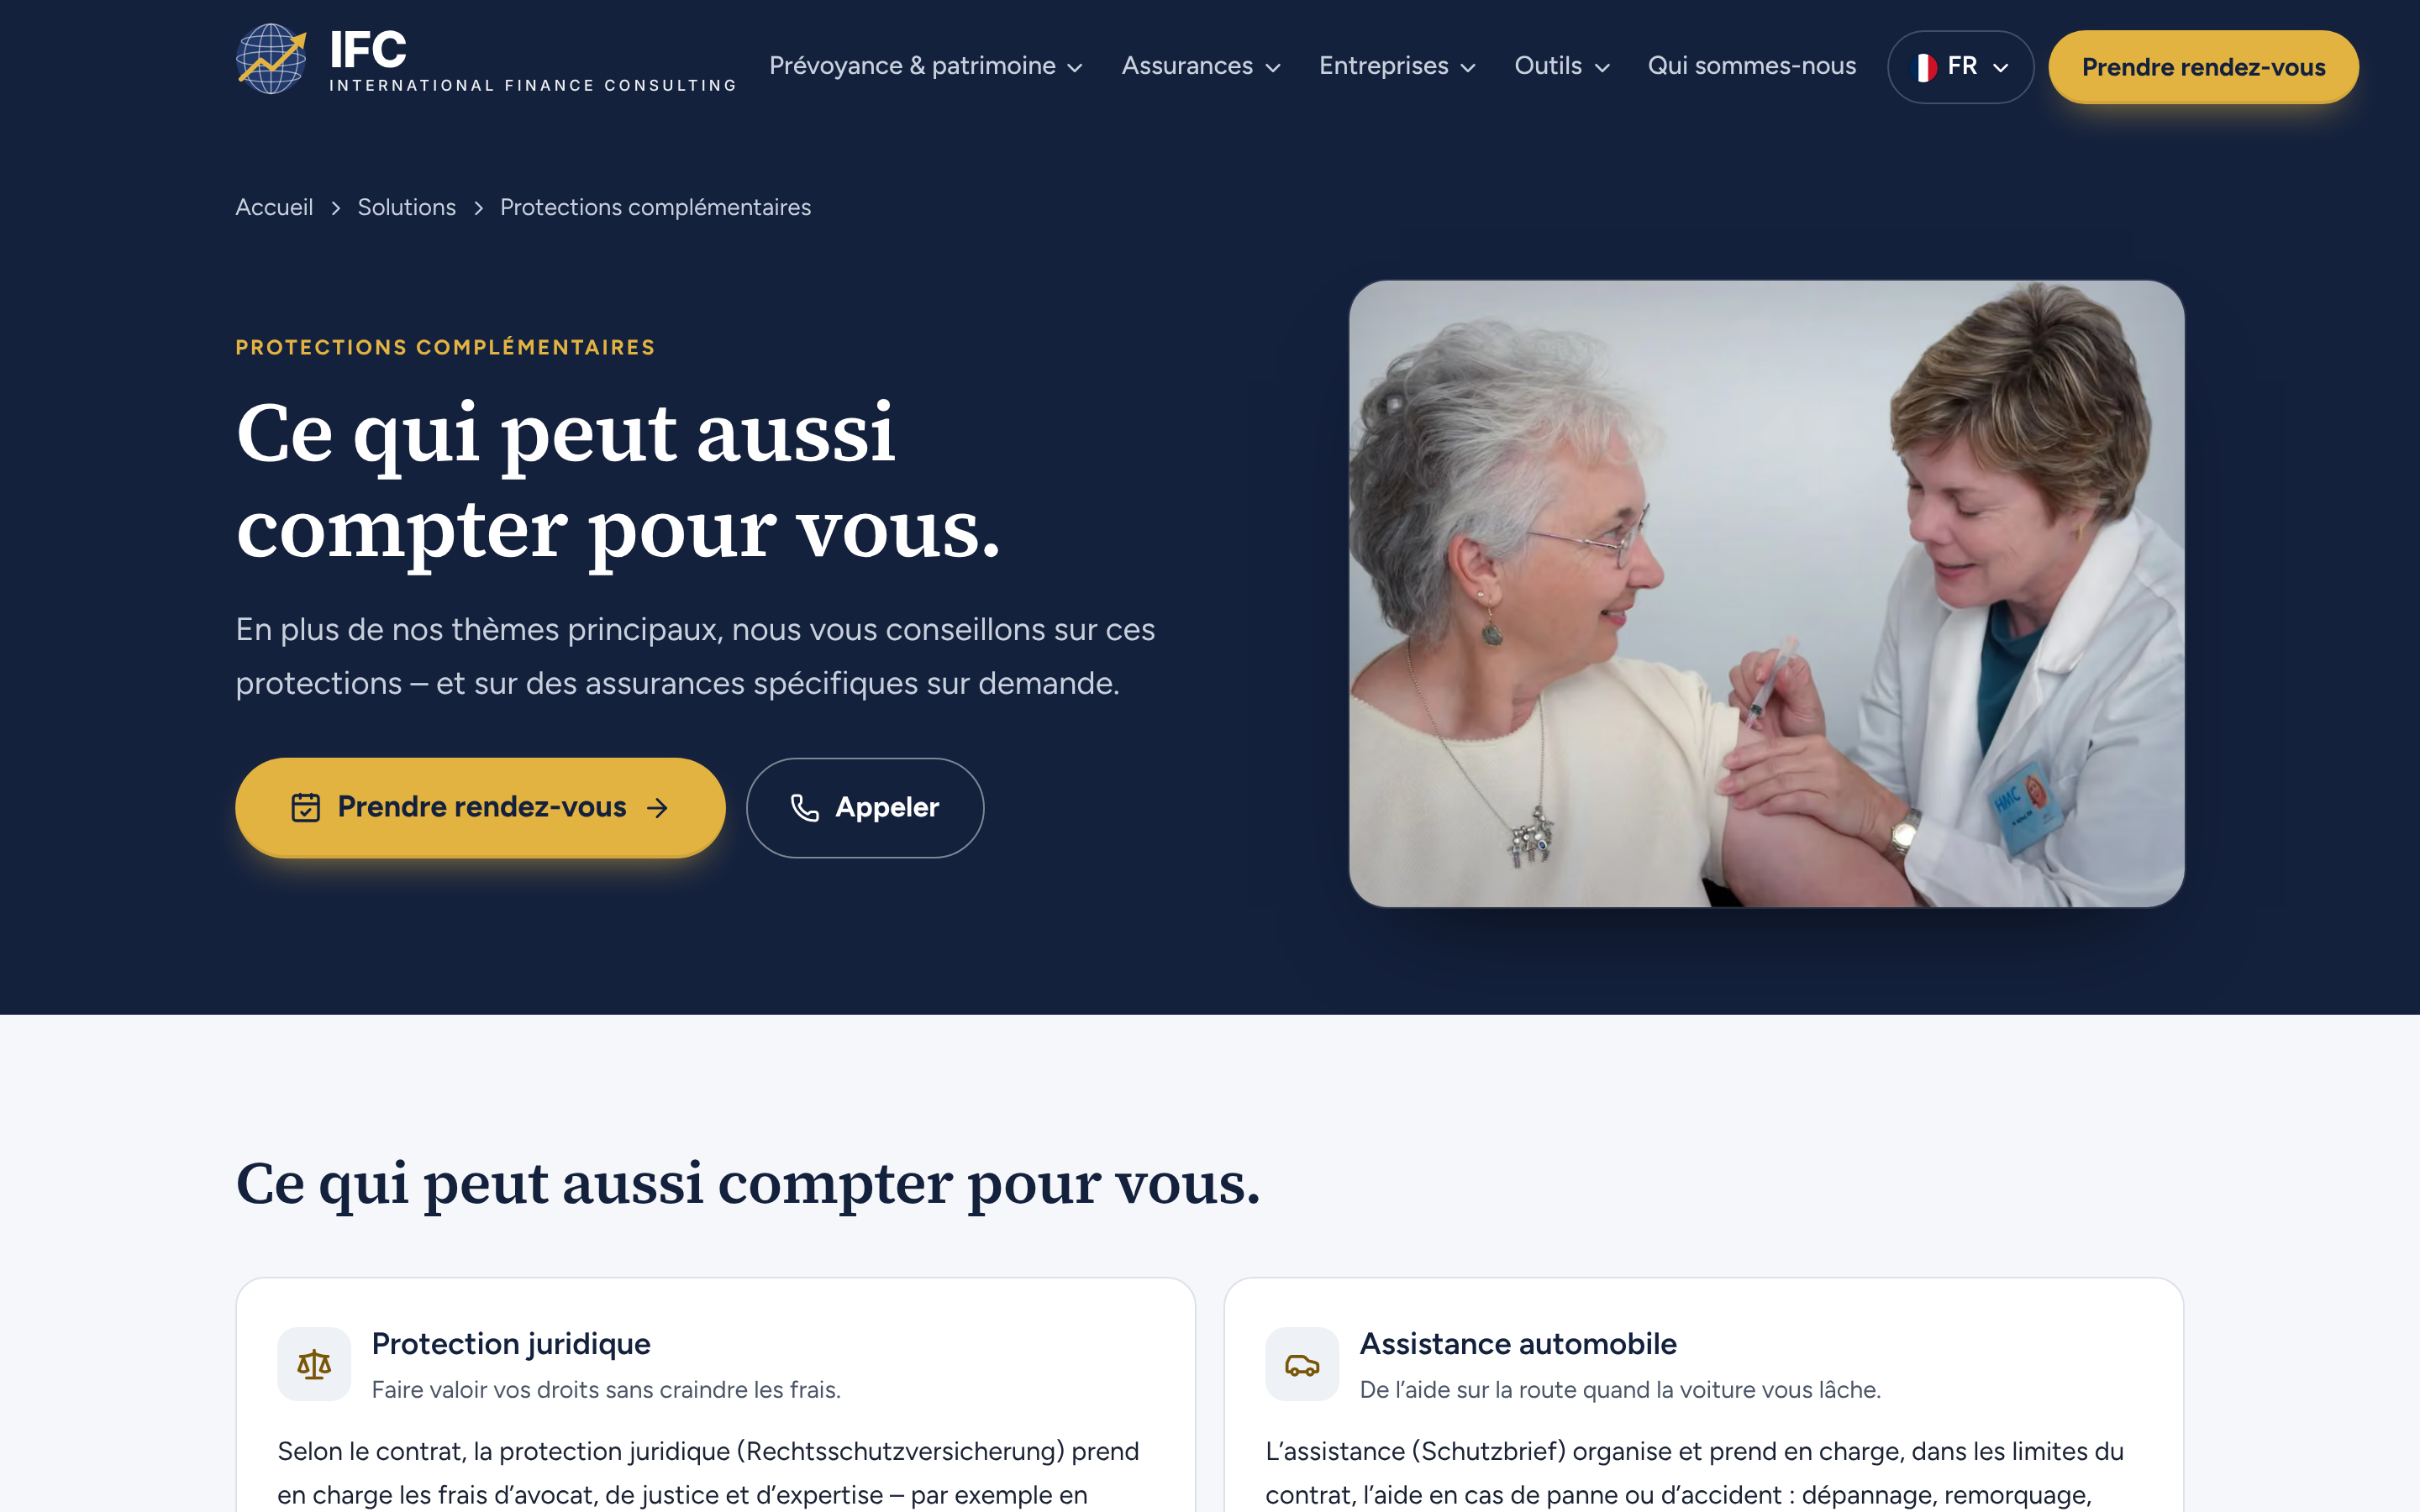 IFC
INTERNATIONAL FINANCE CONSULTING
Prévoyance & patrimoine
Assurances
Entreprises
Outils
Qui sommes-nous
FR
Prendre rendez-vous
Accueil > Solutions > Protections complémentaires
PROTECTIONS COMPLÉMENTAIRES
Ce qui peut aussi
compter pour vous.
En plus de nos thèmes principaux, nous vous conseillons sur ces
protections – et sur des assurances spécifiques sur demande.
Prendre rendez-vous
Appeler
HMC
Ce qui peut aussi compter pour vous.
Protection juridique
Faire valoir vos droits sans craindre les frais.
Selon le contrat, la protection juridique (Rechtsschutzversicherung) prend
en charge les frais d’avocat, de justice et d’expertise – par exemple en
Assistance automobile
De l’aide sur la route quand la voiture vous lâche.
L’assistance (Schutzbrief) organise et prend en charge, dans les limites du
contrat, l’aide en cas de panne ou d’accident : dépannage, remorquage,